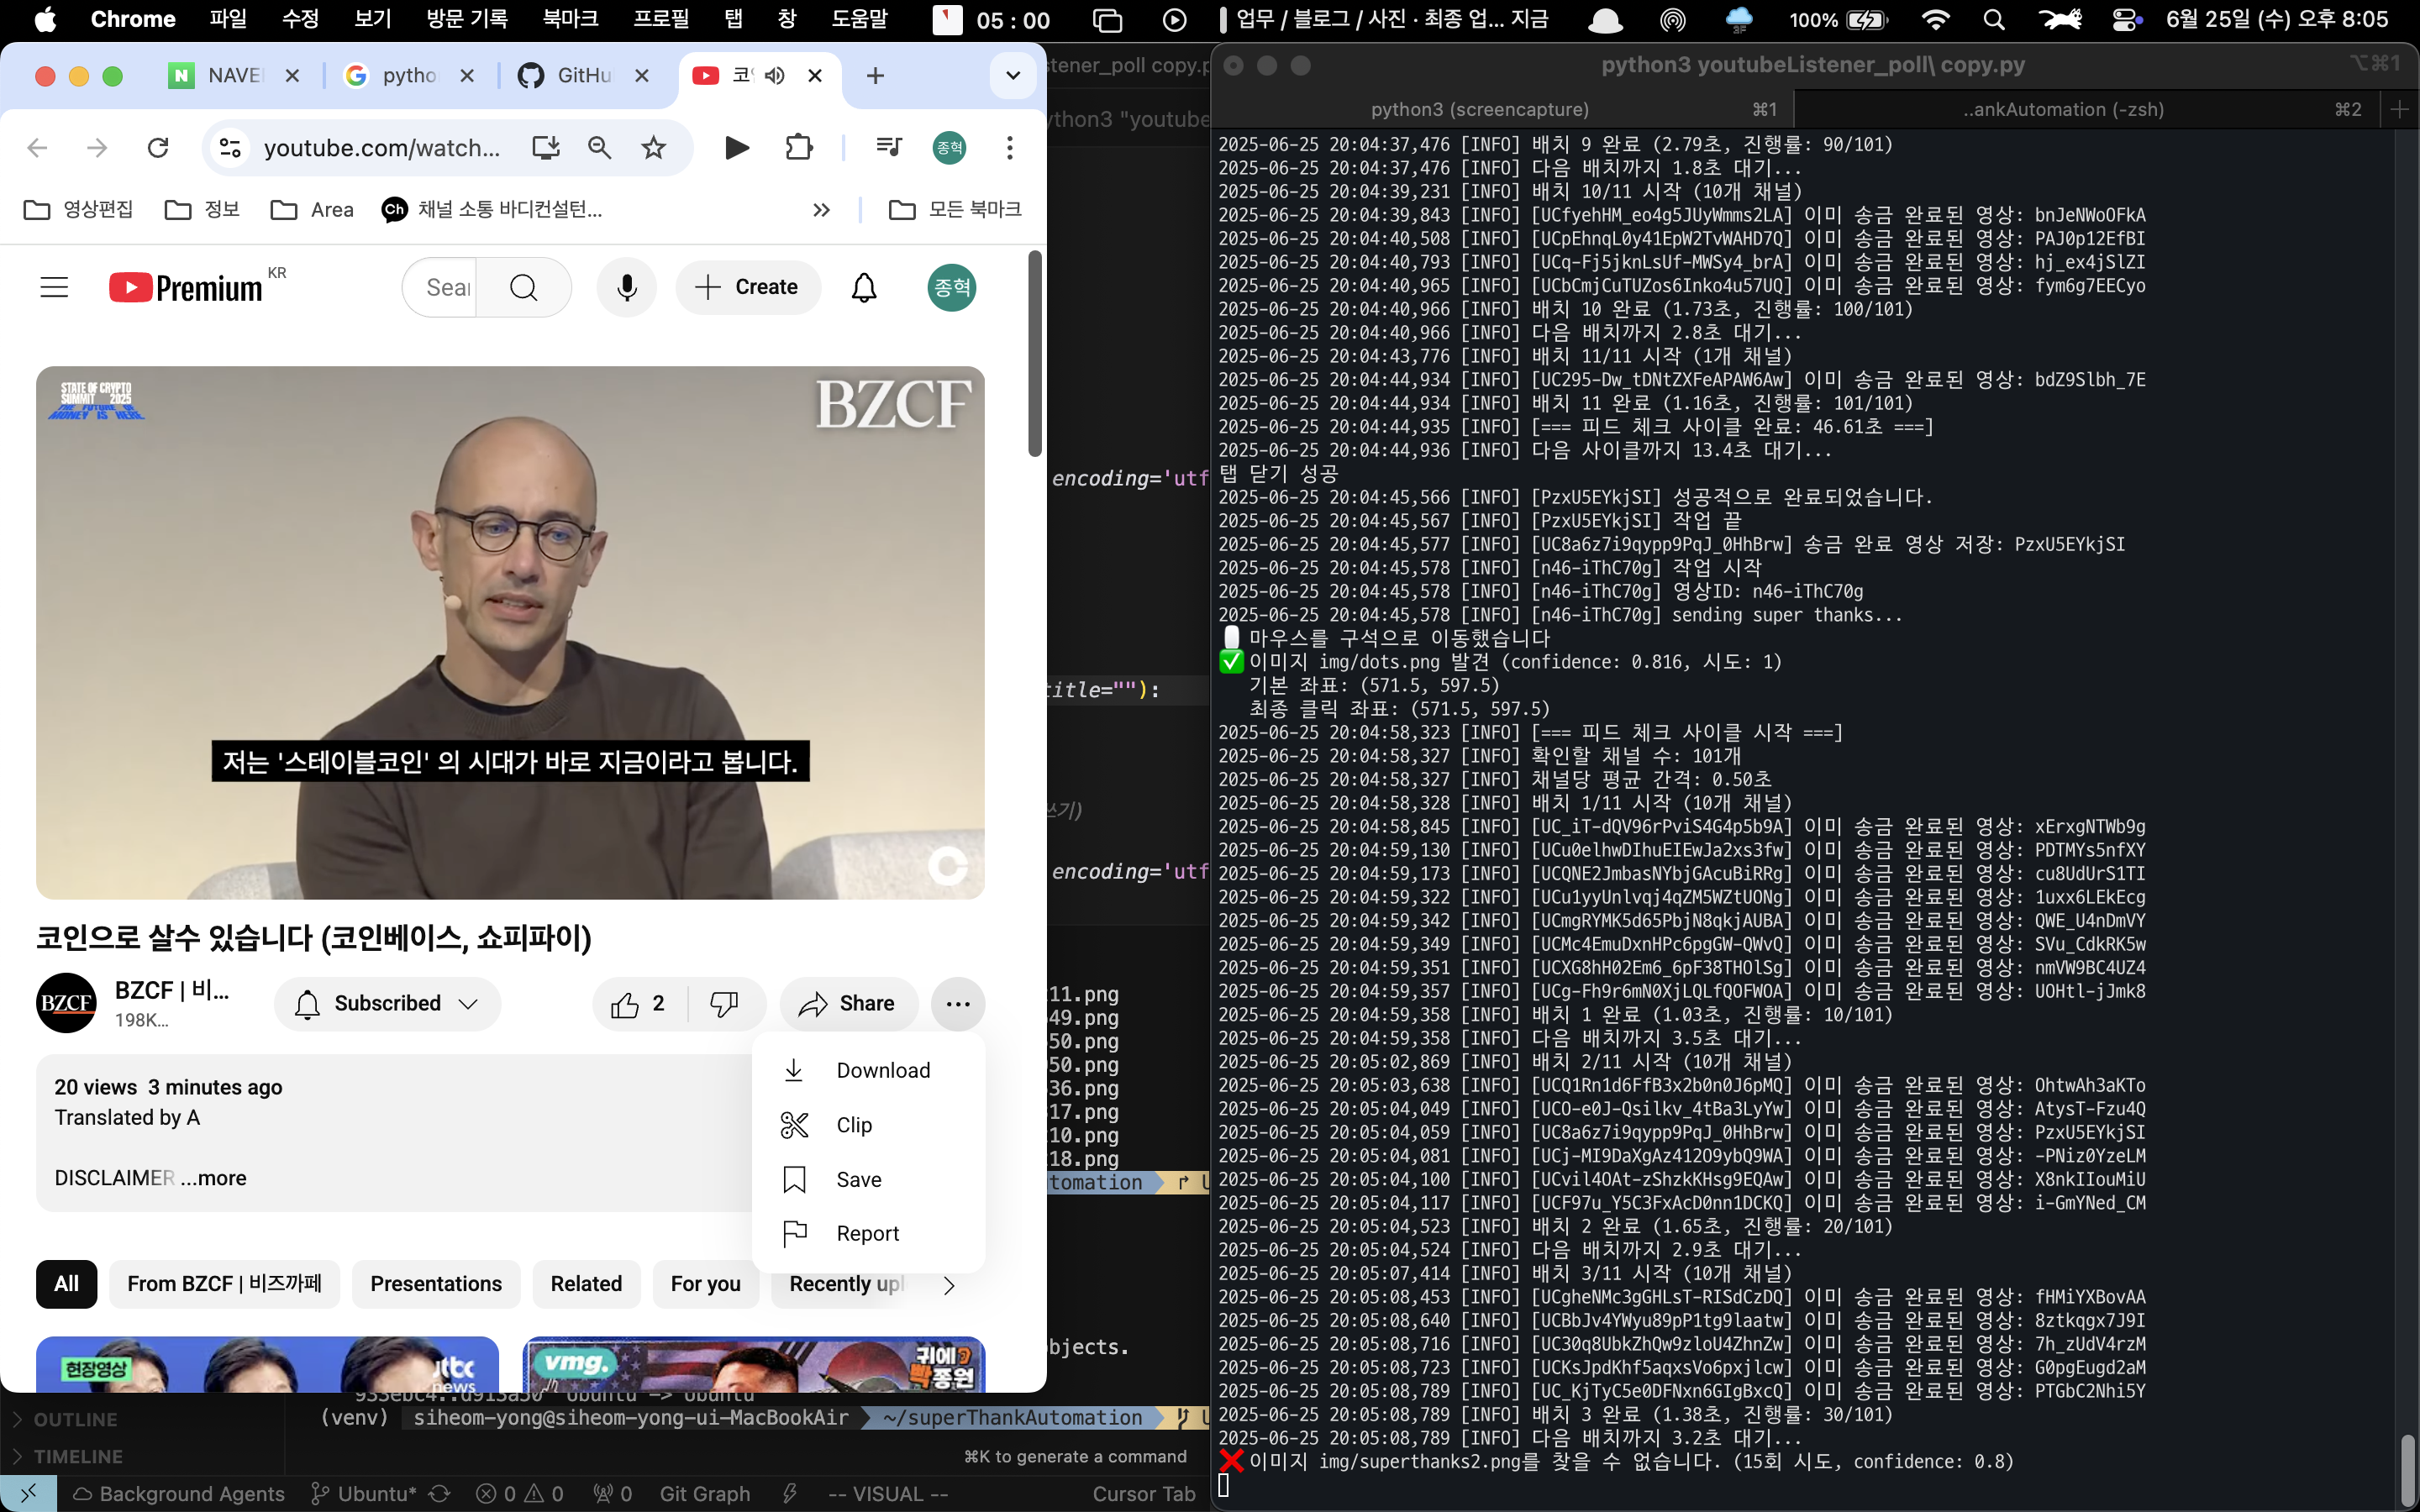 Chrome 파일 수정 보기 방문 기록 북마크 프로필 탭 창 도움말 05 : 00 업무 / 블로그 / 사진 · 최종 업... 지금 3F 100% 6월 25일 (수) 오후 8:05
NAVE pytho GitHu 코
youtube.com/watch... 종혁
영상편집 정보 Area Ch 채널 소통 바디컨설턴... 모든 북마크
Premium KR Sear Create 종혁
STATE OF CRYPTO
SUMMIT 2025
THE FUTURE OF
MONEY IS HERE.
BZCF
저는 '스테이블코인' 의 시대가 바로 지금이라고 봅니다.
코인으로 살수 있습니다 (코인베이스, 쇼피파이)
BZCF
BZCF | 비...
198K...
Subscribed 2 Share
Download
Clip
Save
Report
20 views 3 minutes ago
Translated by A
DISCLAIMER ...more
All From BZCF | 비즈까페 Presentations Related For you Recently upl
현장영상 jtbc news
vmg. 귀에 빡 종원
stener_poll copy.p
ython3 "youtube
encoding='utf
title=""):
쓰기)
encoding='utf
11.png
49.png
50.png
50.png
36.png
17.png
10.png
18.png
tomation
bjects.
933ebc4..d913a30 Ubuntu -> Ubuntu
(venv) siheom-yong@siheom-yong-ui-MacBookAir ~/superThankAutomation
OUTLINE
TIMELINE
⌘K to generate a command
Background Agents Ubuntu* 0 0 0 Git Graph -- VISUAL -- Cursor Tab
python3 youtubeListener_poll\ copy.py ⌥⌘1
python3 (screencapture) ⌘1 ..ankAutomation (-zsh) ⌘2
2025-06-25 20:04:37,476 [INFO] 배치 9 완료 (2.79초, 진행률: 90/101)
2025-06-25 20:04:37,476 [INFO] 다음 배치까지 1.8초 대기...
2025-06-25 20:04:39,231 [INFO] 배치 10/11 시작 (10개 채널)
2025-06-25 20:04:39,843 [INFO] [UCfyehHM_eo4g5JUyWmms2LA] 이미 송금 완료된 영상: bnJeNWoOFkA
2025-06-25 20:04:40,508 [INFO] [UCpEhnqL0y41EpW2TvWAHD7Q] 이미 송금 완료된 영상: PAJ0p12EfBI
2025-06-25 20:04:40,793 [INFO] [UCq-Fj5jknLsUf-MWSy4_brA] 이미 송금 완료된 영상: hj_ex4jSlZI
2025-06-25 20:04:40,965 [INFO] [UCbCmjCuTUZos6Inko4u57UQ] 이미 송금 완료된 영상: fym6g7EECyo
2025-06-25 20:04:40,966 [INFO] 배치 10 완료 (1.73초, 진행률: 100/101)
2025-06-25 20:04:40,966 [INFO] 다음 배치까지 2.8초 대기...
2025-06-25 20:04:43,776 [INFO] 배치 11/11 시작 (1개 채널)
2025-06-25 20:04:44,934 [INFO] [UC295-Dw_tDNtZXFeAPAW6Aw] 이미 송금 완료된 영상: bdZ9Slbh_7E
2025-06-25 20:04:44,934 [INFO] 배치 11 완료 (1.16초, 진행률: 101/101)
2025-06-25 20:04:44,935 [INFO] [=== 피드 체크 사이클 완료: 46.61초 ===]
2025-06-25 20:04:44,936 [INFO] 다음 사이클까지 13.4초 대기...
탭 닫기 성공
2025-06-25 20:04:45,566 [INFO] [PzxU5EYkjSI] 성공적으로 완료되었습니다.
2025-06-25 20:04:45,567 [INFO] [PzxU5EYkjSI] 작업 끝
2025-06-25 20:04:45,577 [INFO] [UC8a6z7i9qypp9PqJ_0HhBrw] 송금 완료 영상 저장: PzxU5EYkjSI
2025-06-25 20:04:45,578 [INFO] [n46-iThC70g] 작업 시작
2025-06-25 20:04:45,578 [INFO] [n46-iThC70g] 영상ID: n46-iThC70g
2025-06-25 20:04:45,578 [INFO] [n46-iThC70g] sending super thanks...
마우스를 구석으로 이동했습니다
✅이미지 img/dots.png 발견 (confidence: 0.816, 시도: 1)
기본 좌표: (571.5, 597.5)
최종 클릭 좌표: (571.5, 597.5)
2025-06-25 20:04:58,323 [INFO] [=== 피드 체크 사이클 시작 ===]
2025-06-25 20:04:58,327 [INFO] 확인할 채널 수: 101개
2025-06-25 20:04:58,327 [INFO] 채널당 평균 간격: 0.50초
2025-06-25 20:04:58,328 [INFO] 배치 1/11 시작 (10개 채널)
2025-06-25 20:04:58,845 [INFO] [UC_iT-dQV96rPviS4G4p5b9A] 이미 송금 완료된 영상: xErxgNTWb9g
2025-06-25 20:04:59,130 [INFO] [UCu0elhwDIhuEIEwJa2xs3fw] 이미 송금 완료된 영상: PDTMYs5nfXY
2025-06-25 20:04:59,173 [INFO] [UCQNE2JmbasNYbjGAcuBiRRg] 이미 송금 완료된 영상: cu8UdUrS1TI
2025-06-25 20:04:59,322 [INFO] [UCu1yyUnlvqj4qZM5WZtUONg] 이미 송금 완료된 영상: 1uxx6LEkEcg
2025-06-25 20:04:59,342 [INFO] [UCmgRYMK5d65PbjN8qkjAUBA] 이미 송금 완료된 영상: QWE_U4nDmVY
2025-06-25 20:04:59,349 [INFO] [UCMc4EmuDxnHPc6pgGW-QWvQ] 이미 송금 완료된 영상: SVu_CdkRK5w
2025-06-25 20:04:59,351 [INFO] [UCXG8hH02Em6_6pF38THOlSg] 이미 송금 완료된 영상: nmVW9BC4UZ4
2025-06-25 20:04:59,357 [INFO] [UCg-Fh9r6mN0XjLQLfQOFWOA] 이미 송금 완료된 영상: UOHtl-jJmk8
2025-06-25 20:04:59,358 [INFO] 배치 1 완료 (1.03초, 진행률: 10/101)
2025-06-25 20:04:59,358 [INFO] 다음 배치까지 3.5초 대기...
2025-06-25 20:05:02,869 [INFO] 배치 2/11 시작 (10개 채널)
2025-06-25 20:05:03,638 [INFO] [UCQ1Rn1d6FfB3x2b0n0J6pMQ] 이미 송금 완료된 영상: OhtwAh3aKTo
2025-06-25 20:05:04,049 [INFO] [UCO-e0J-Qsilkv_4tBa3LyYw] 이미 송금 완료된 영상: AtysT-Fzu4Q
2025-06-25 20:05:04,059 [INFO] [UC8a6z7i9qypp9PqJ_0HhBrw] 이미 송금 완료된 영상: PzxU5EYkjSI
2025-06-25 20:05:04,081 [INFO] [UCj-MI9DaXgAz412O9ybQ9WA] 이미 송금 완료된 영상: -PNiz0YzeLM
2025-06-25 20:05:04,100 [INFO] [UCvil4OAt-zShzkKHsg9EQAw] 이미 송금 완료된 영상: X8nkIIouMiU
2025-06-25 20:05:04,117 [INFO] [UCF97u_Y5C3FxAcD0nn1DCKQ] 이미 송금 완료된 영상: i-GmYNed_CM
2025-06-25 20:05:04,523 [INFO] 배치 2 완료 (1.65초, 진행률: 20/101)
2025-06-25 20:05:04,524 [INFO] 다음 배치까지 2.9초 대기...
2025-06-25 20:05:07,414 [INFO] 배치 3/11 시작 (10개 채널)
2025-06-25 20:05:08,453 [INFO] [UCgheNMc3gGHLsT-RISdCzDQ] 이미 송금 완료된 영상: fHMiYXBovAA
2025-06-25 20:05:08,640 [INFO] [UCBbJv4YWyu89pP1tg9laatw] 이미 송금 완료된 영상: 8ztkqgx7J9I
2025-06-25 20:05:08,716 [INFO] [UC30q8UbkZhQw9zloU4ZhnZw] 이미 송금 완료된 영상: 7h_zUdV4rzM
2025-06-25 20:05:08,723 [INFO] [UCKsJpdKhf5aqxsVo6pxjlcw] 이미 송금 완료된 영상: G0pgEugd2aM
2025-06-25 20:05:08,789 [INFO] [UC_KjTyC5e0DFNxn6GIgBxcQ] 이미 송금 완료된 영상: PTGbC2Nhi5Y
2025-06-25 20:05:08,789 [INFO] 배치 3 완료 (1.38초, 진행률: 30/101)
2025-06-25 20:05:08,789 [INFO] 다음 배치까지 3.2초 대기...
❌이미지 img/superthanks2.png를 찾을 수 없습니다. (15회 시도, confidence: 0.8)